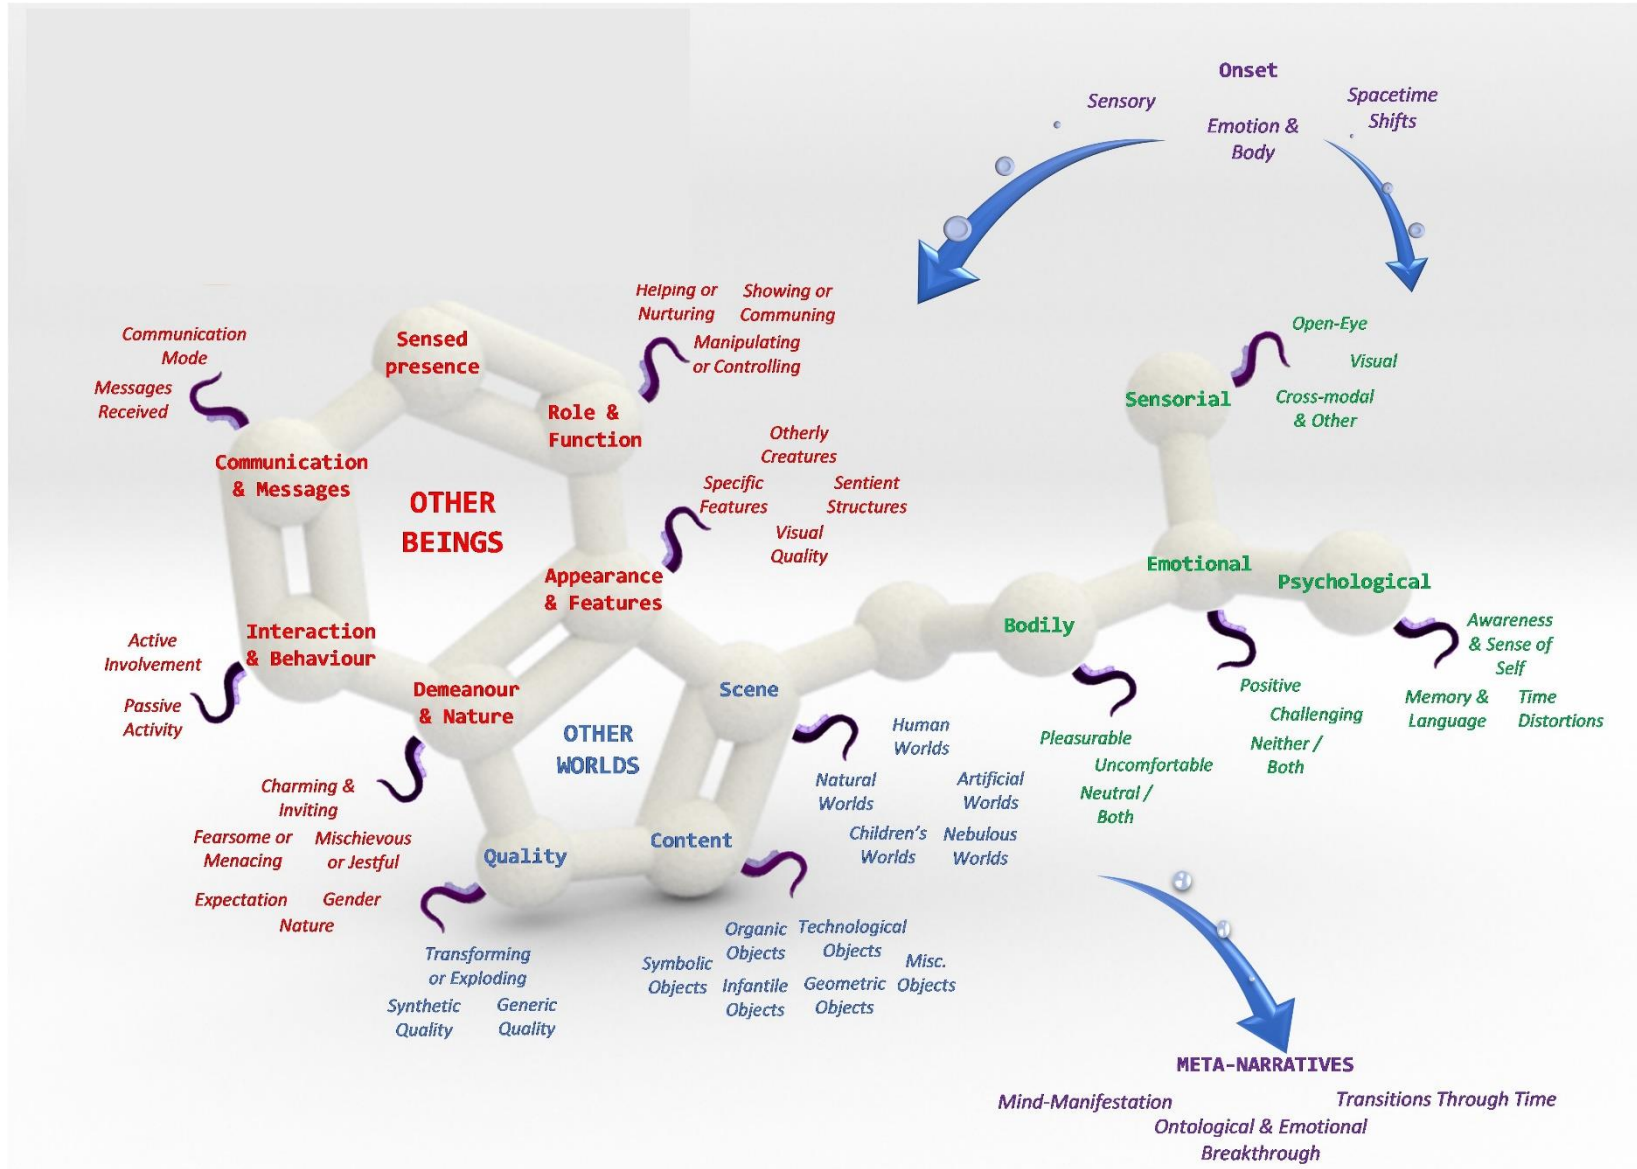 Onset
Sensory
Spacetime
Shifts
Emotion &
Body
Helping or
Nurturing
Showing or
Communing
Manipulating
or Controlling
Communication
Mode
Messages
Received
Sensed
presence
Role &
Function
Communication
& Messages
OTHER
BEINGS
Otherly
Creatures
Specific
Features
Sentient
Structures
Visual
Quality
Appearance
& Features
Interaction
& Behaviour
Active
Involvement
Passive
Activity
Demeanour
& Nature
Charming &
Inviting
Fearsome or
Menacing
Mischievous
or Jestful
Expectation
Gender
Nature
OTHER
WORLDS
Scene
Human
Worlds
Natural
Worlds
Artificial
Worlds
Children's
Worlds
Nebulous
Worlds
Quality
Content
Transforming
or Exploding
Synthetic
Quality
Generic
Quality
Organic
Objects
Technological
Objects
Symbolic
Objects
Infantile
Objects
Geometric
Objects
Misc.
Objects
Open-Eye
Visual
Cross-modal
& Other
Sensorial
Emotional
Psychological
Bodily
Awareness
& Sense of
Self
Memory &
Language
Time
Distortions
Positive
Challenging
Neither /
Both
Pleasurable
Uncomfortable
Neutral /
Both
META-NARRATIVES
Mind-Manifestation
Transitions Through Time
Ontological & Emotional
Breakthrough